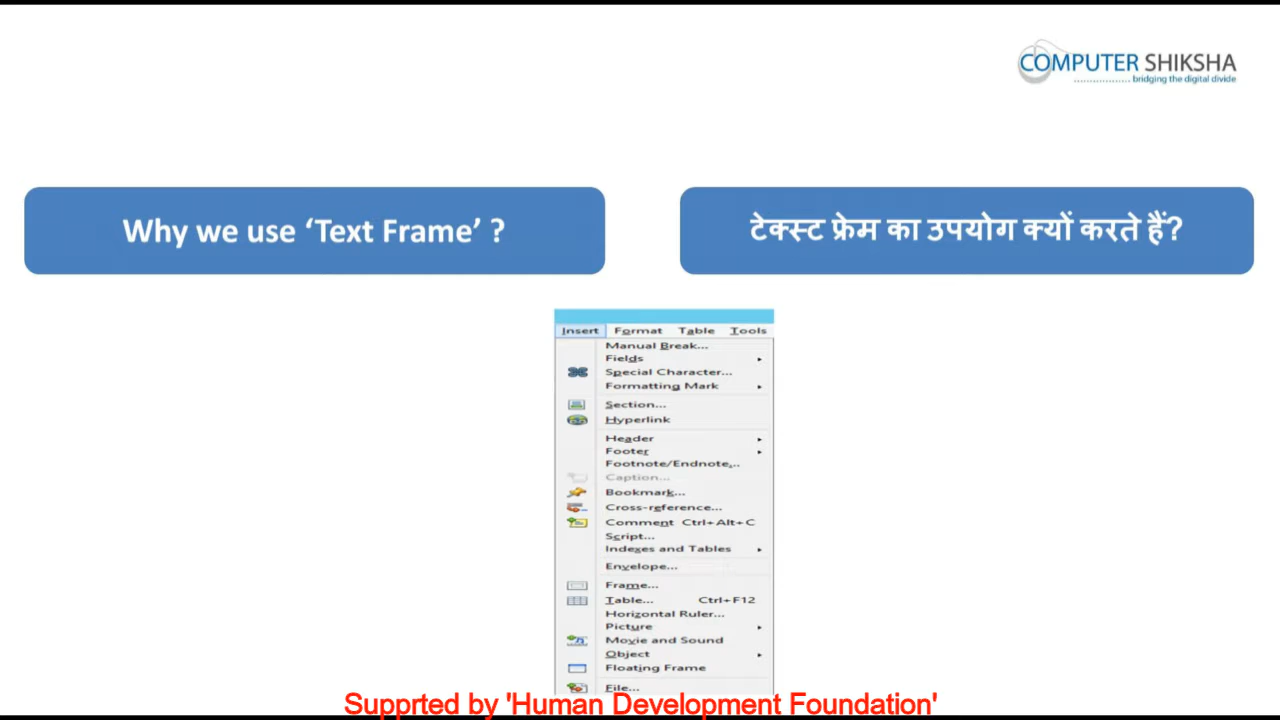 COMPUTER SHIKSHA
.................. bridging the digital divide
Why we use ‘Text Frame’ ?
टेक्स्ट फ्रेम का उपयोग क्यों करते हैं?
Insert Format Table Tools
Manual Break...
Fields
Special Character...
Formatting Mark
Section...
Hyperlink
Header
Footer
Footnote/Endnote...
Caption...
Bookmark...
Cross-reference...
Comment Ctrl+Alt+C
Script...
Indexes and Tables
Envelope...
Frame...
Table... Ctrl+F12
Horizontal Ruler...
Picture
Movie and Sound
Object
Floating Frame
File...
Supprted by 'Human Development Foundation'